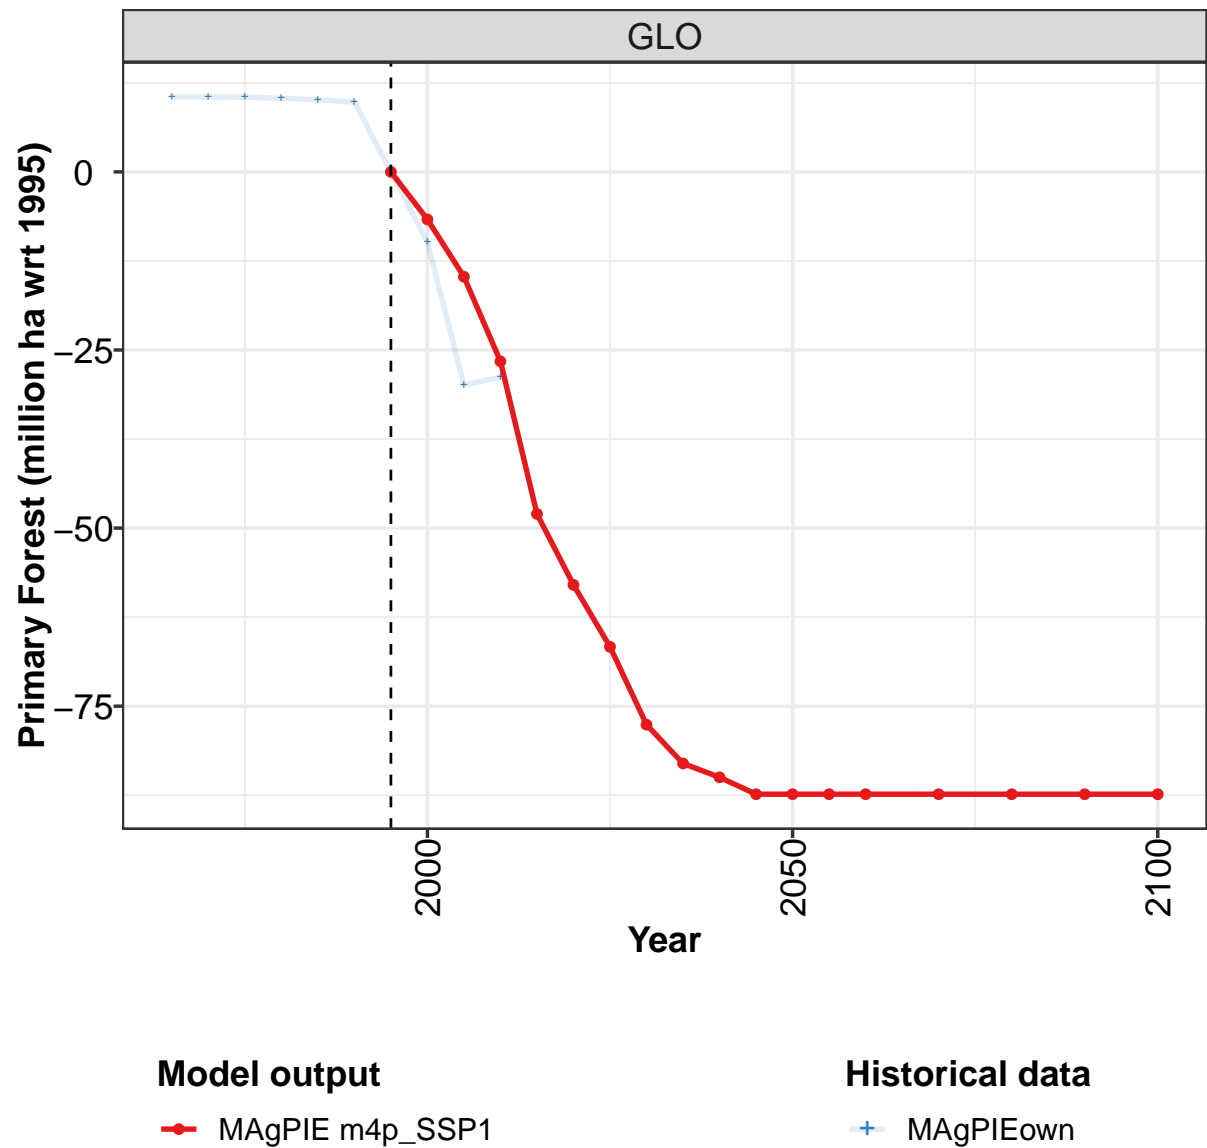 GLO
Primary Forest (million ha wrt 1995)
0
−25
−50
−75
2000
2050
2100
Year
Model output
Historical data
MAgPIE m4p_SSP1
MAgPIEown